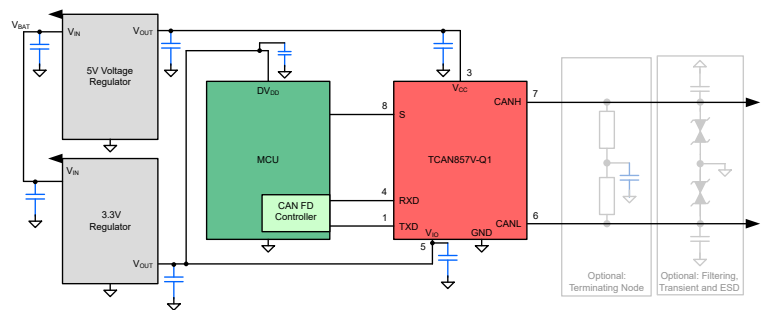 VBAT
VIN
VOUT
5V Voltage
Regulator
3
VCC
DVDD
CANH
7
8
S
MCU
TCAN857V-Q1
VIN
3.3V
Regulator
VOUT
CAN FD
Controller
4
RXD
1
TXD
VIO
5
GND
CANL
6
Optional:
Terminating Node
Optional: Filtering,
Transient and ESD